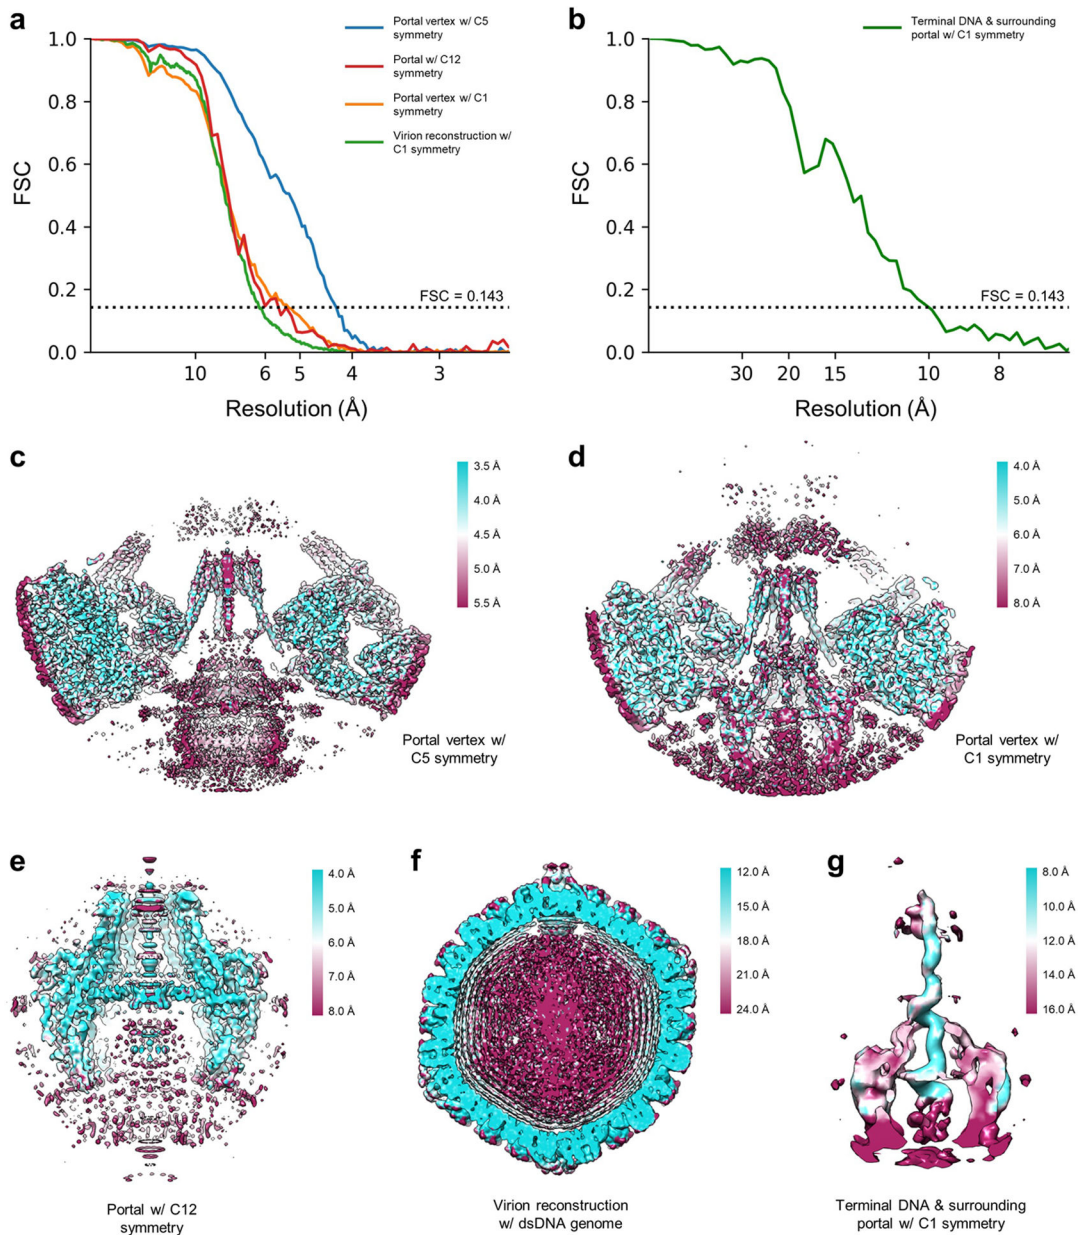 a
Portal vertex w/ C5
symmetry
Portal w/ C12
symmetry
Portal vertex w/ C1
symmetry
Virion reconstruction w/
C1 symmetry
1.0
0.8
0.6
0.4
0.2
0.0
FSC
FSC = 0.143
10
6
5
4
3
Resolution (Å)
b
Terminal DNA & surrounding
portal w/ C1 symmetry
1.0
0.8
0.6
0.4
0.2
0.0
FSC
FSC = 0.143
30
20
15
10
8
Resolution (Å)
c
3.5 Å
4.0 Å
4.5 Å
5.0 Å
5.5 Å
Portal vertex w/
C5 symmetry
d
4.0 Å
5.0 Å
6.0 Å
7.0 Å
8.0 Å
Portal vertex w/
C1 symmetry
e
4.0 Å
5.0 Å
6.0 Å
7.0 Å
8.0 Å
Portal w/ C12
symmetry
f
12.0 Å
15.0 Å
18.0 Å
21.0 Å
24.0 Å
Virion reconstruction
w/ dsDNA genome
g
8.0 Å
10.0 Å
12.0 Å
14.0 Å
16.0 Å
Terminal DNA & surrounding
portal w/ C1 symmetry